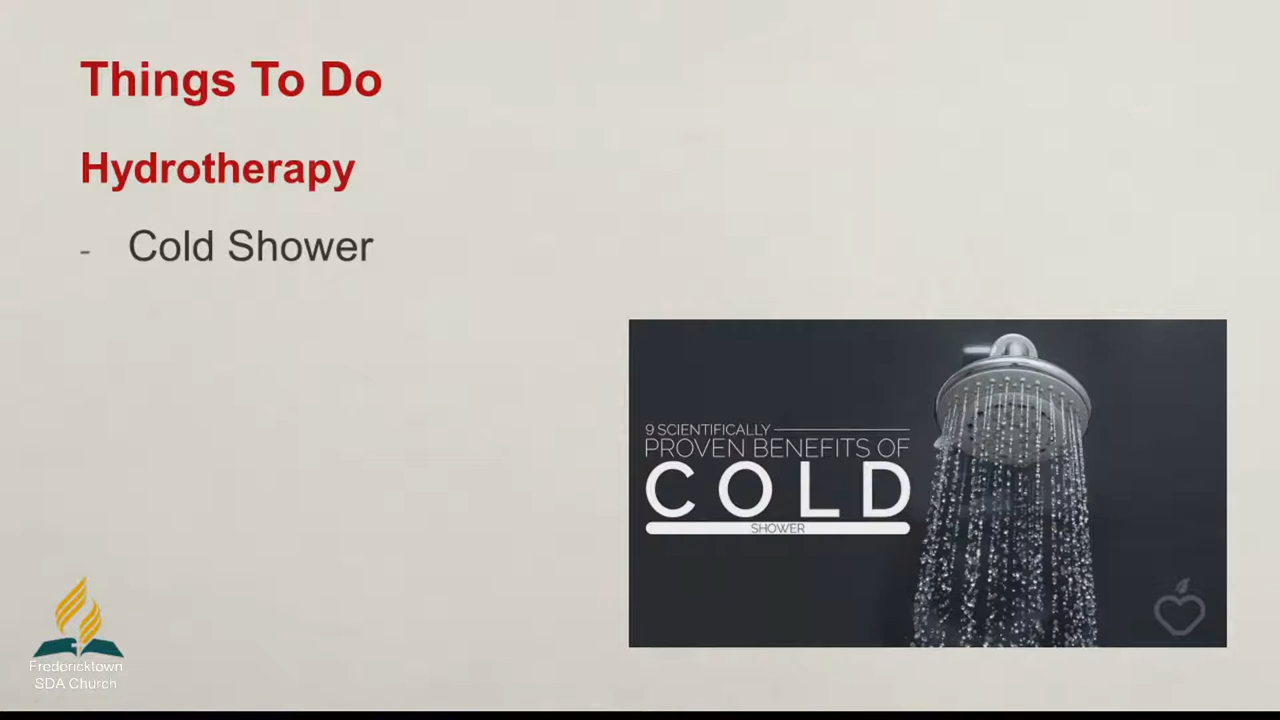 Things To Do
Hydrotherapy
- Cold Shower
9 SCIENTIFICALLY
PROVEN BENEFITS OF
COLD
SHOWER
Fredericktown
SDA Church